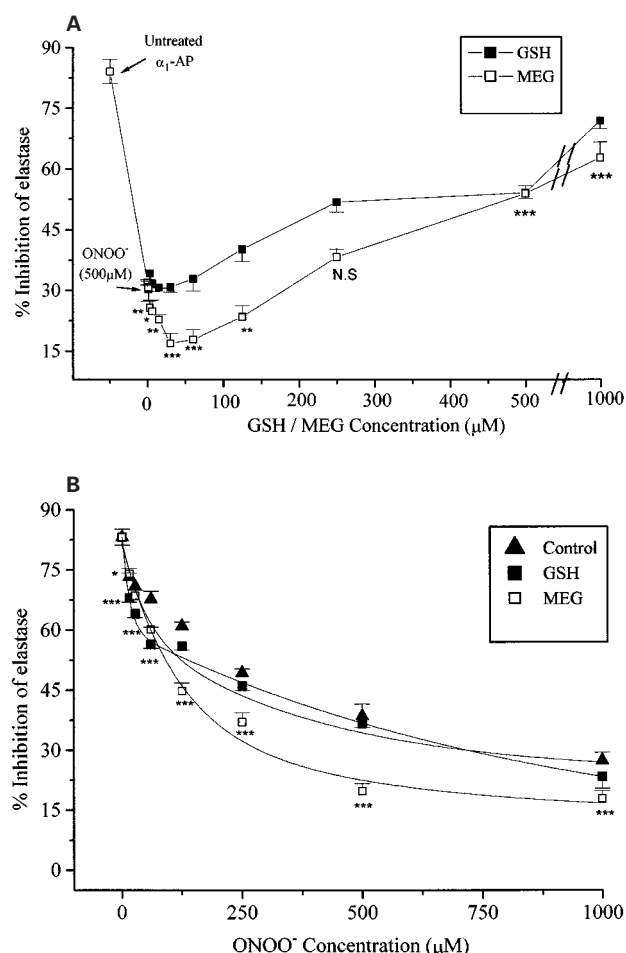 A
Untreated
α₁-AP
GSH
MEG
90
75
60
45
30
15
% Inhibition of elastase
ONOO⁻
(500μM)
**
*
**
***
***
**
N.S
***
***
0 100 200 300 400 500 1000
GSH / MEG Concentration (μM)
B
Control
GSH
MEG
90
75
60
45
30
15
0
% Inhibition of elastase
*
***
***
***
***
***
***
***
0 250 500 750 1000
ONOO⁻ Concentration (μM)